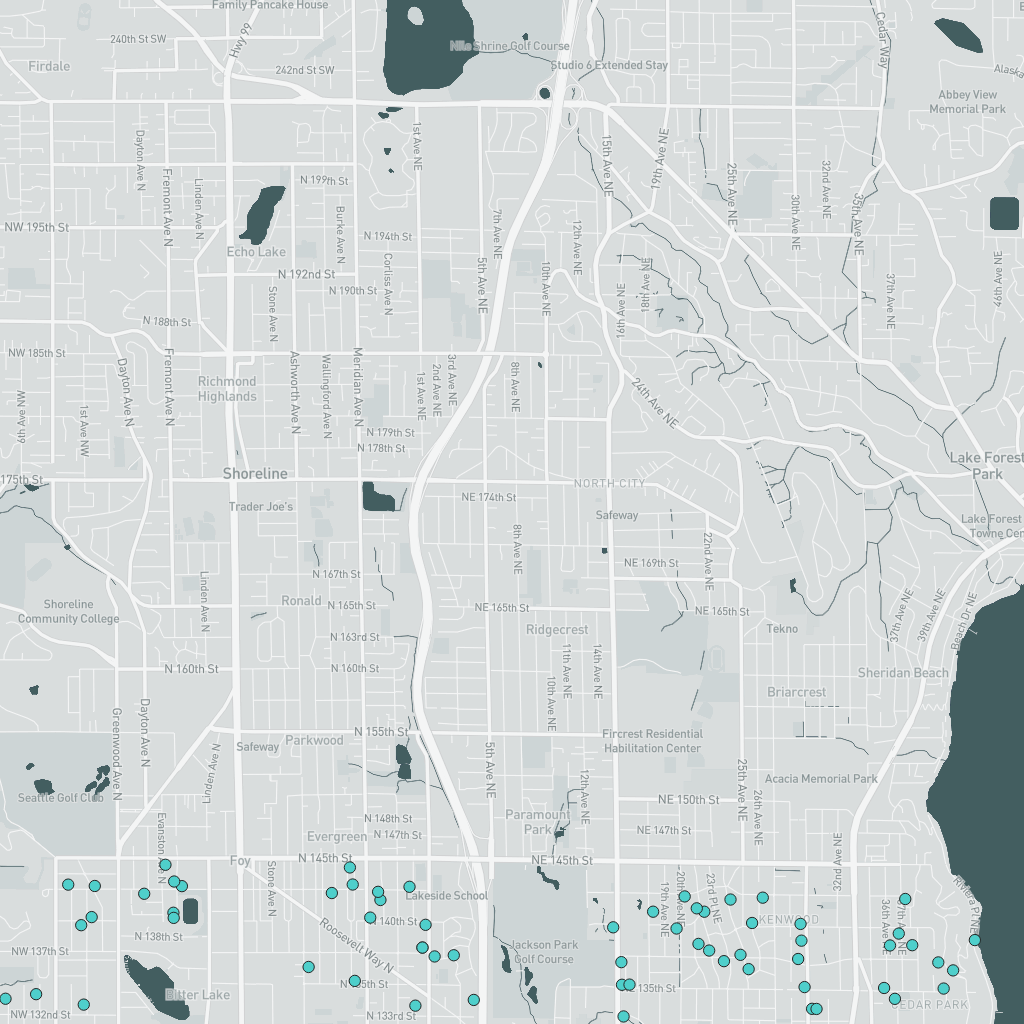 Family Pancake House
240th St SW
Hwy 99
Nile Shrine Golf Course
Cedar Way
Firdale
242nd St SW
Studio 6 Extended Stay
Alaska
Abbey View
Memorial Park
Dayton Ave N
Fremont Ave N
Linden Ave N
N 199th St
1st Ave NE
15th Ave NE
19th Ave NE
25th Ave NE
32nd Ave NE
30th Ave NE
35th Ave NE
NW 195th St
Echo Lake
Burke Ave N
N 194th St
7th Ave NE
12th Ave NE
N 192nd St
N 190th St
Corliss Ave N
5th Ave NE
10th Ave NE
16th Ave NE
18th Ave NE
37th Ave NE
46th Ave NE
Stone Ave N
N 188th St
NW 185th St
Richmond
Highlands
Dayton Ave N
Fremont Ave N
Ashworth Ave N
Wallingford Ave N
Meridian Ave N
1st Ave NE
2nd Ave NE
3rd Ave NE
8th Ave NE
24th Ave NE
6th Ave NW
1st Ave NW
N 179th St
N 178th St
175th St
Shoreline
NE 174th St
NORTH CITY
Lake Forest
Park
Trader Joe's
Safeway
Lake Forest
Towne Cen
8th Ave NE
22nd Ave NE
N 167th St
NE 169th St
Linden Ave N
Shoreline
Community College
Ronald
N 165th St
NE 165th St
NE 165th St
37th Ave NE
39th Ave NE
Beach Dr NE
Ridgecrest
Tekno
N 163rd St
N 160th St
N 160th St
11th Ave NE
14th Ave NE
10th Ave NE
Sheridan Beach
Briarcrest
Greenwood Ave N
Dayton Ave N
Linden Ave N
Safeway
Parkwood
N 155th St
5th Ave NE
Fircrest Residential
Habilitation Center
12th Ave NE
25th Ave NE
26th Ave NE
Acacia Memorial Park
Seattle Golf Club
NE 150th St
Evanston Ave N
Evergreen
N 148th St
N 147th St
Paramount
Park
NE 147th St
32nd Ave NE
Foy
N 145th St
NE 145th St
Stone Ave N
Lakeside School
19th Ave NE
20th Ave NE
23rd Pl NE
KENWOOD
36th Ave NE
37th Ave NE
Riviera Pl NE
N 140th St
N 138th St
NW 137th St
Roosevelt Way N
Jackson Park
Golf Course
Bitter Lake
NE 135th St
CEDAR PARK
NW 132nd St
N 133rd St